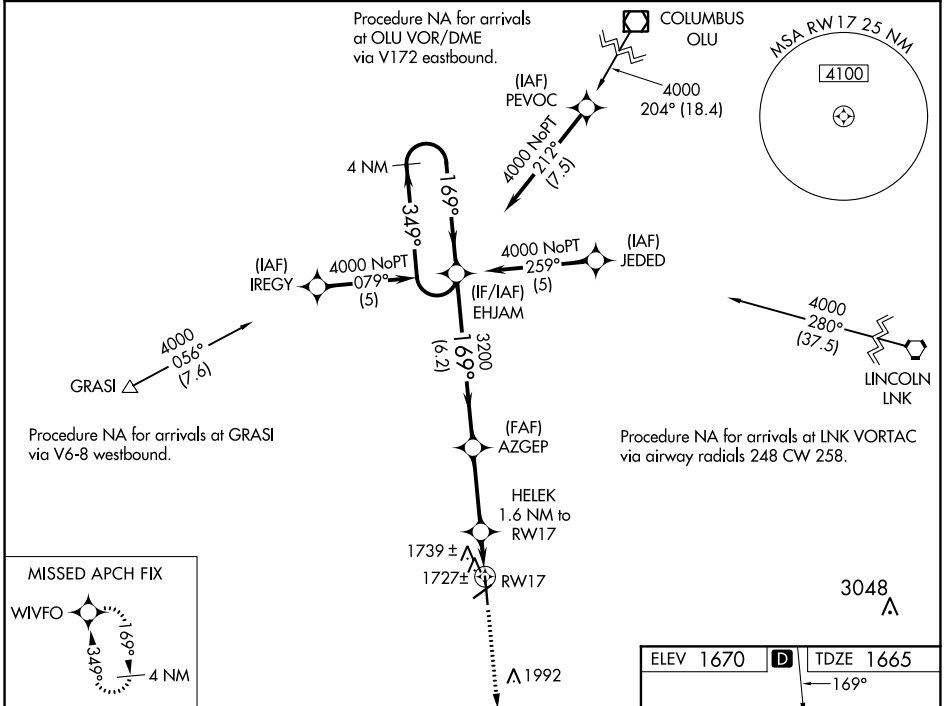 Procedure NA for arrivals
at OLU VOR/DME
via V172 eastbound.
COLUMBUS
OLU
4000
204° (18.4)
MSA RW17 25 NM
4100
(IAF)
PEVOC
4000 NoPT
212°
(7.5)
4 NM
349°
169°
(IAF)
IREGY
4000 NoPT
079°
(5)
4000 NoPT
259°
(5)
(IAF)
JEDED
(IF/IAF)
EHJAM
3200
169°
(6.2)
4000
056°
(7.6)
GRASI
4000
280°
(37.5)
LINCOLN
LNK
Procedure NA for arrivals at GRASI
via V6-8 westbound.
Procedure NA for arrivals at LNK VORTAC
via airway radials 248 CW 258.
(FAF)
AZGEP
HELEK
1.6 NM to
RW17
1739 ±
1727±
RW17
3048
1992
MISSED APCH FIX
WIVFO
169°
349°
4 NM
ELEV 1670
D
TDZE 1665
169°